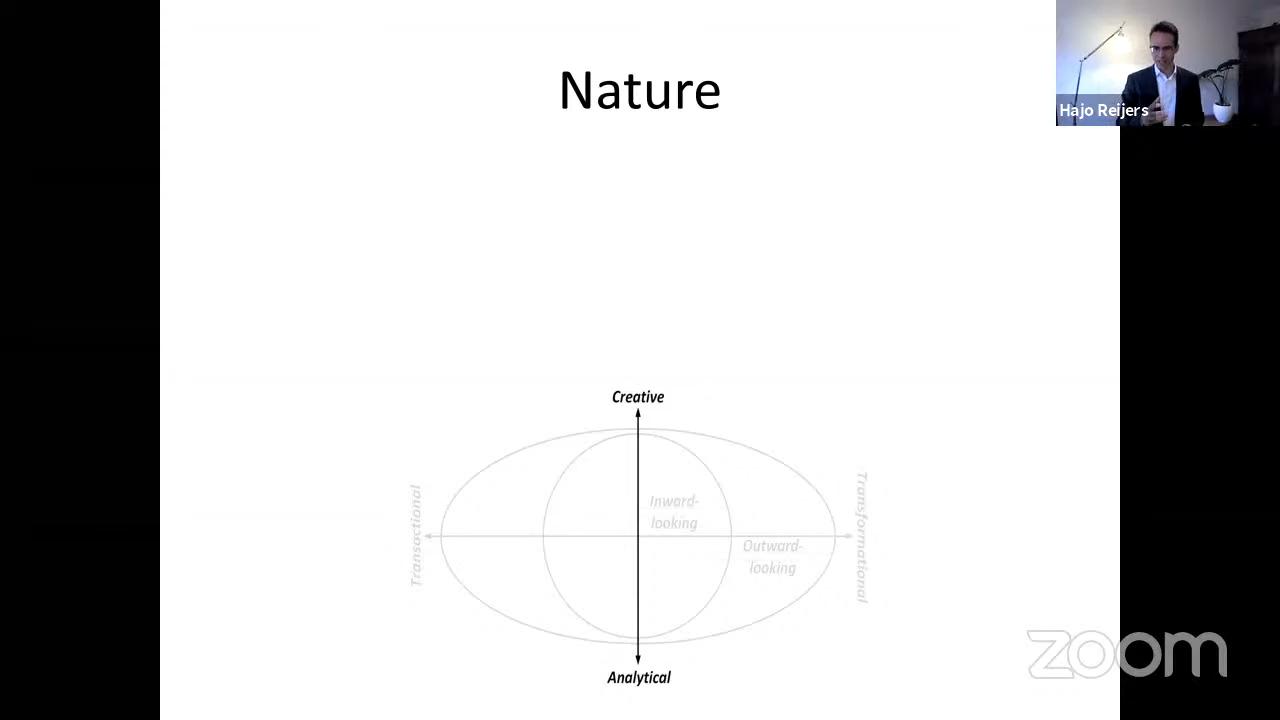 Nature
Hajo Reijers
Creative
Transactional
Inward-
looking
Outward-
looking
Transformational
Analytical
zoom